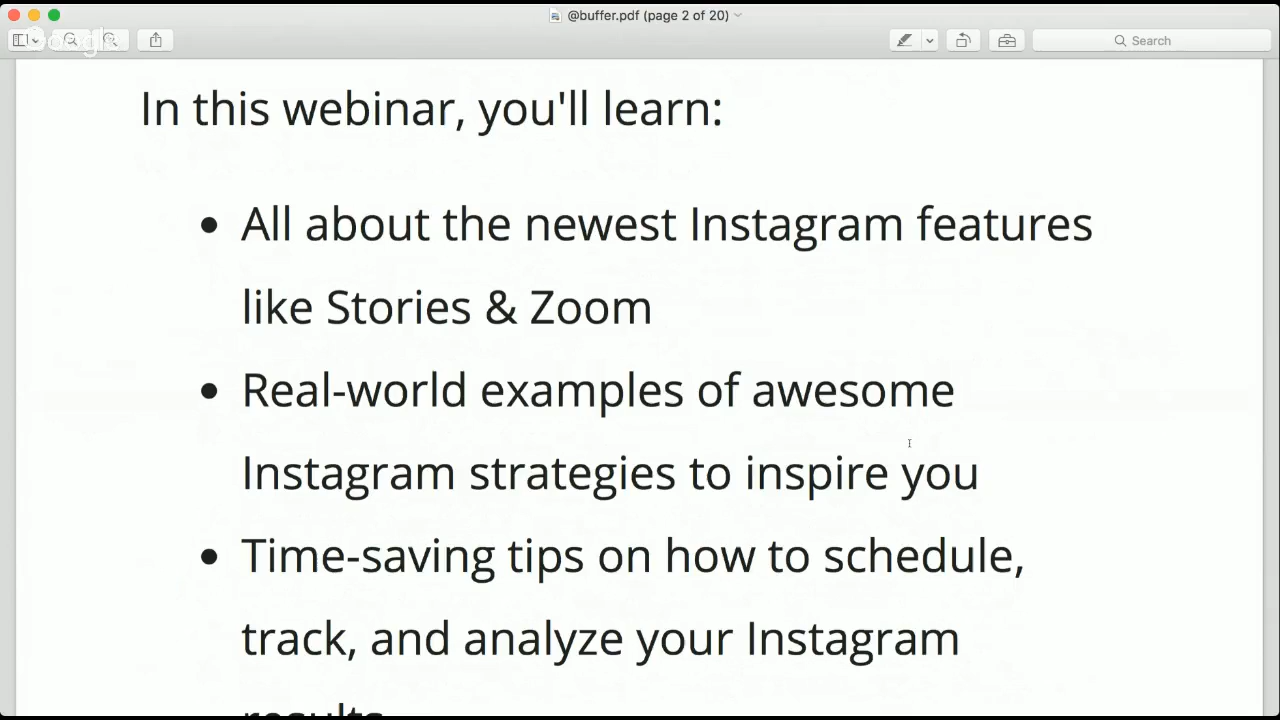 @buffer.pdf (page 2 of 20)
Google
Search
In this webinar, you'll learn:
• All about the newest Instagram features
like Stories & Zoom
• Real-world examples of awesome
Instagram strategies to inspire you
• Time-saving tips on how to schedule,
track, and analyze your Instagram
results